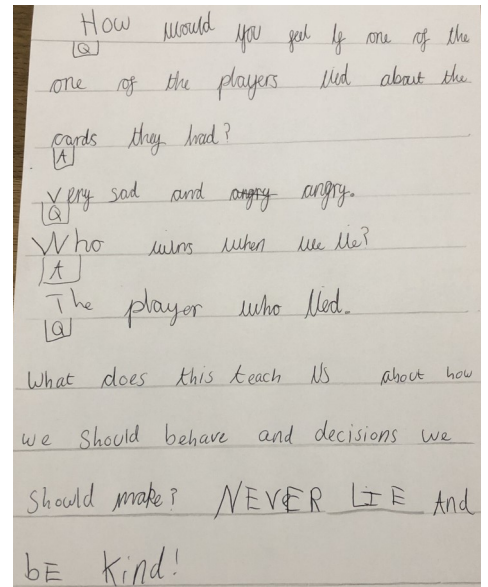 How would you feel if one of the
[Q]
one of the players lied about the
cards they had?
[A]
Very sad and angry angry.
[Q]
Who wins when we lie?
[A]
The player who lied.
[Q]
What does this teach us about how
we should behave and decisions we
should make? NEVER LIE And
bE Kind!